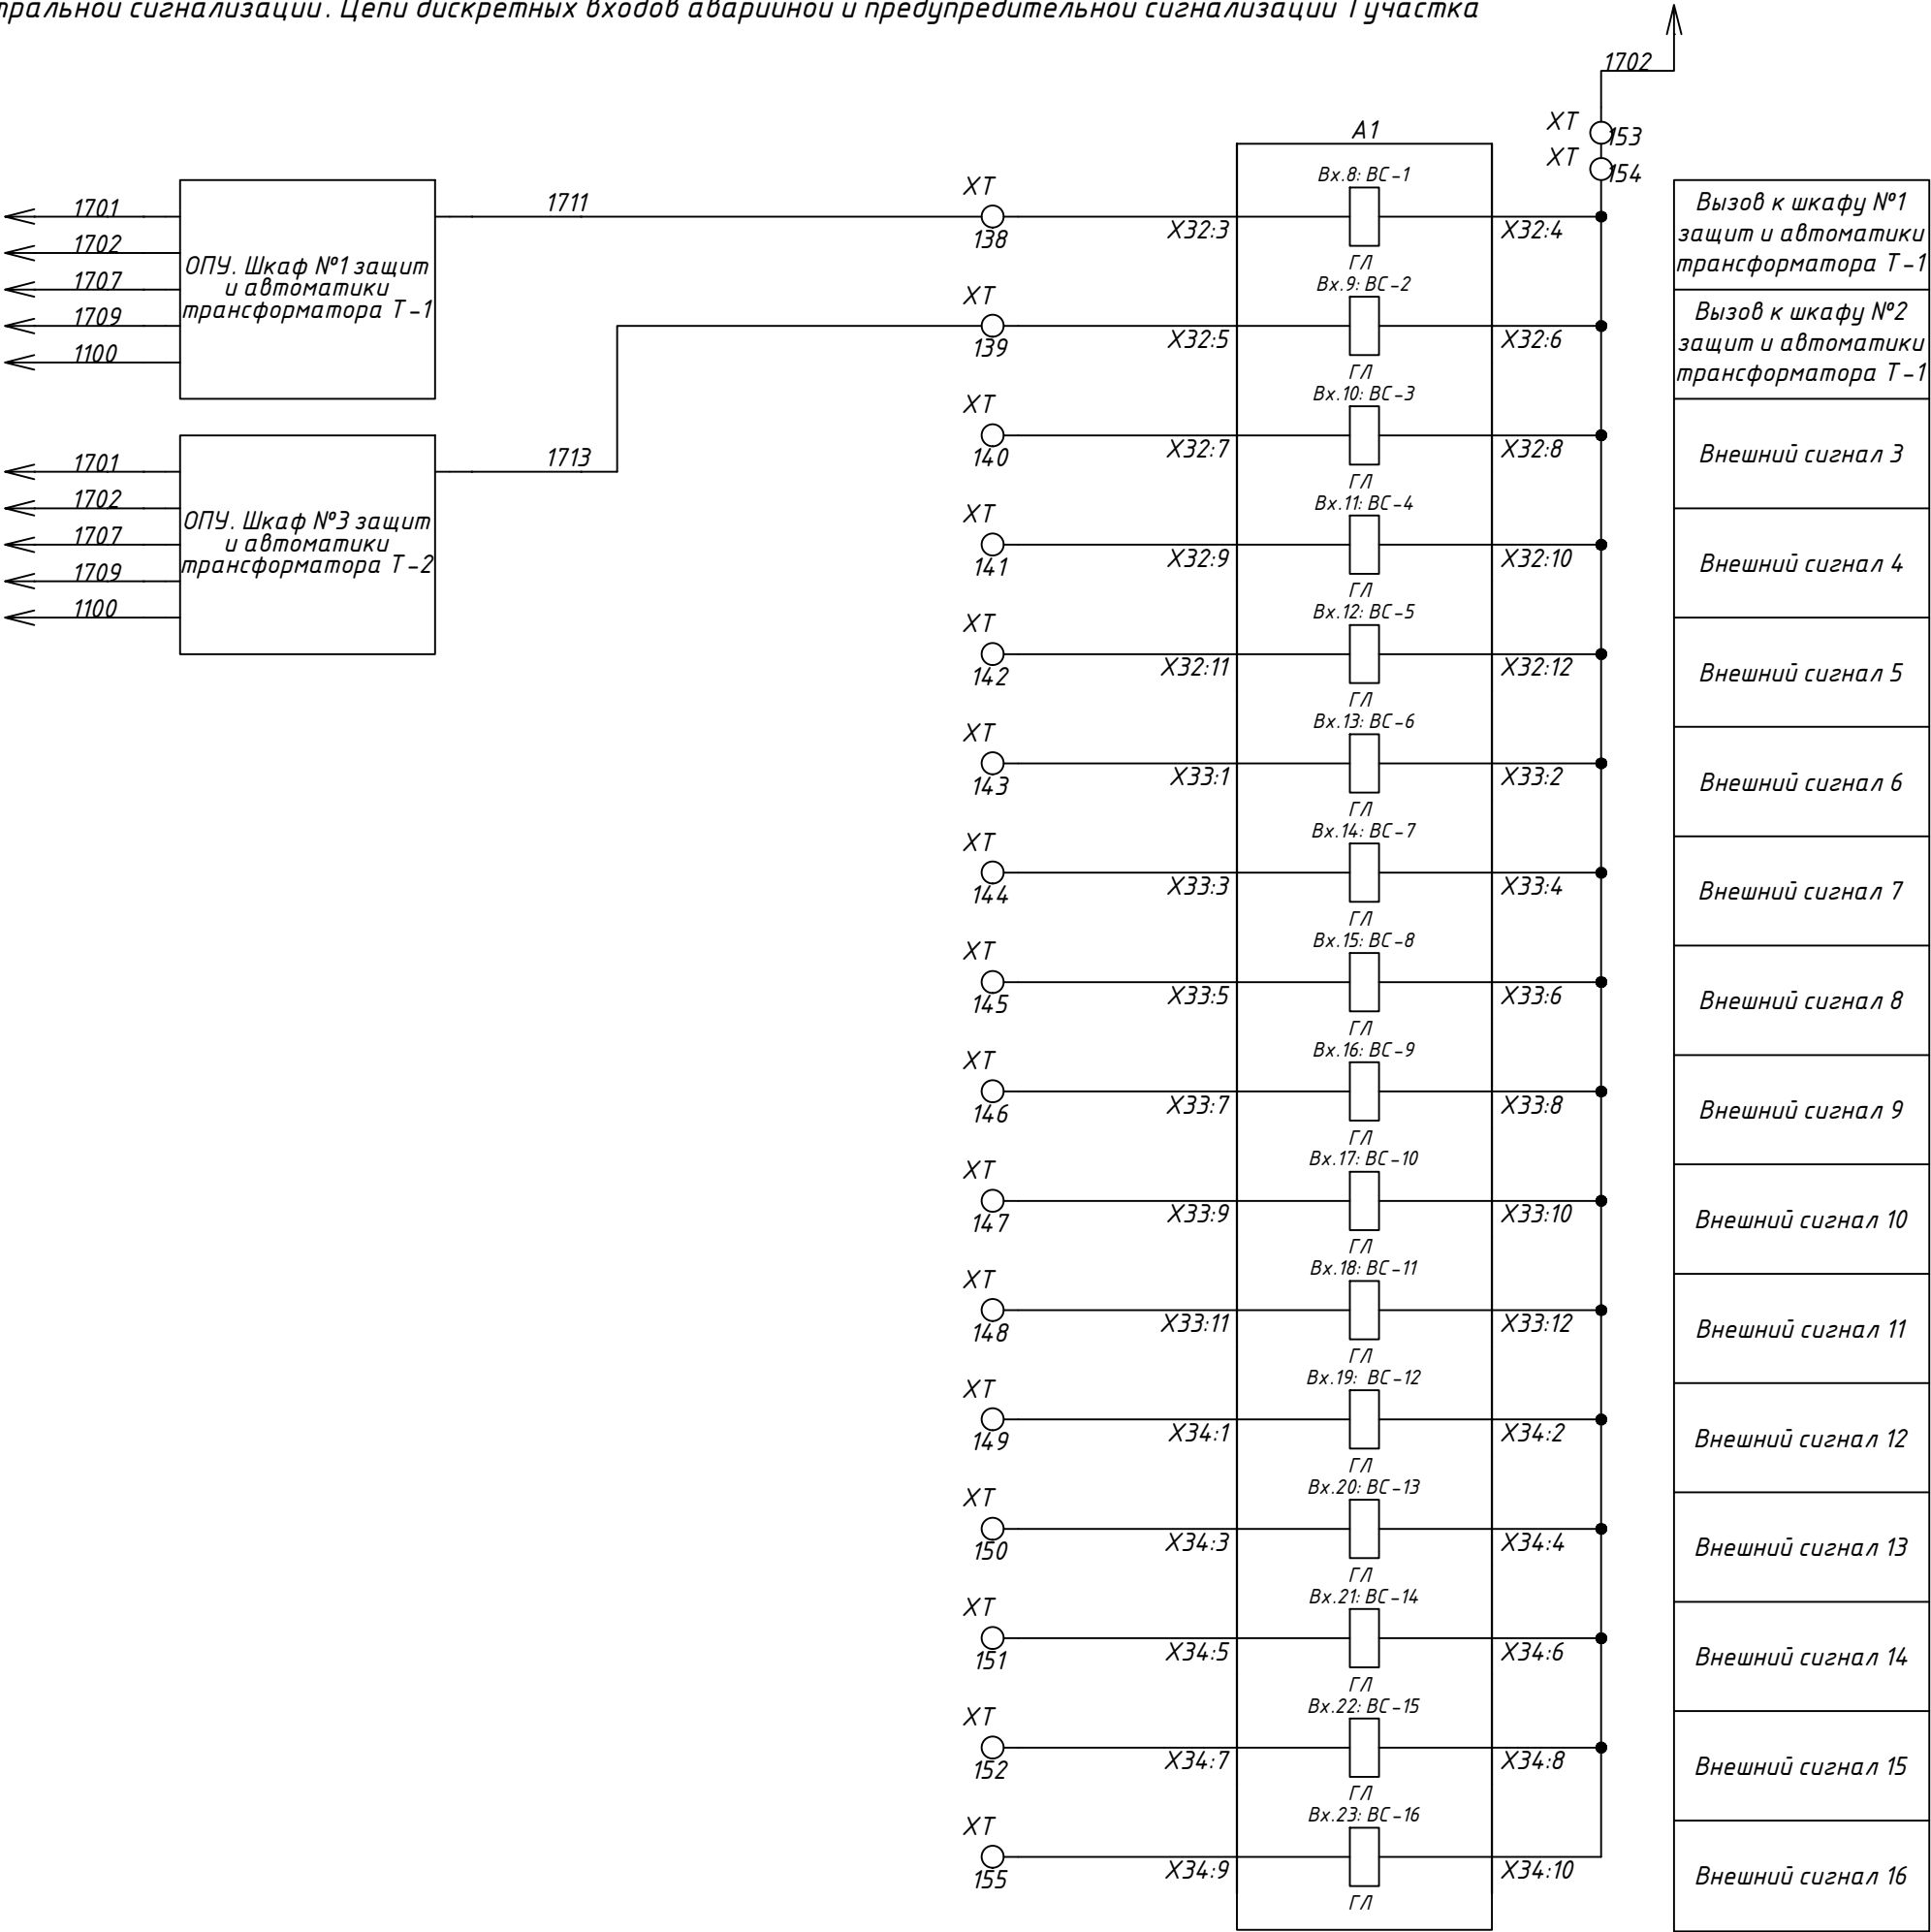 тральной сигнализации. Цепи дискретных входов аварийной и предупредительной сигнализации 1 участка
1702
XT
153
XT
154
A1
1701
1702
1707
1709
1100
ОПУ. Шкаф №1 защит
и автоматики
трансформатора Т-1
1711
1701
1702
1707
1709
1100
ОПУ. Шкаф №3 защит
и автоматики
трансформатора Т-2
1713
XT
138
X32:3
Вх.8: ВС-1
ГЛ
X32:4
Вызов к шкафу №1
защит и автоматики
трансформатора Т-1
XT
139
X32:5
Вх.9: ВС-2
ГЛ
X32:6
Вызов к шкафу №2
защит и автоматики
трансформатора Т-1
XT
140
X32:7
Вх.10: ВС-3
ГЛ
X32:8
Внешний сигнал 3
XT
141
X32:9
Вх.11: ВС-4
ГЛ
X32:10
Внешний сигнал 4
XT
142
X32:11
Вх.12: ВС-5
ГЛ
X32:12
Внешний сигнал 5
XT
143
X33:1
Вх.13: ВС-6
ГЛ
X33:2
Внешний сигнал 6
XT
144
X33:3
Вх.14: ВС-7
ГЛ
X33:4
Внешний сигнал 7
XT
145
X33:5
Вх.15: ВС-8
ГЛ
X33:6
Внешний сигнал 8
XT
146
X33:7
Вх.16: ВС-9
ГЛ
X33:8
Внешний сигнал 9
XT
147
X33:9
Вх.17: ВС-10
ГЛ
X33:10
Внешний сигнал 10
XT
148
X33:11
Вх.18: ВС-11
ГЛ
X33:12
Внешний сигнал 11
XT
149
X34:1
Вх.19: ВС-12
ГЛ
X34:2
Внешний сигнал 12
XT
150
X34:3
Вх.20: ВС-13
ГЛ
X34:4
Внешний сигнал 13
XT
151
X34:5
Вх.21: ВС-14
ГЛ
X34:6
Внешний сигнал 14
XT
152
X34:7
Вх.22: ВС-15
ГЛ
X34:8
Внешний сигнал 15
XT
155
X34:9
Вх.23: ВС-16
ГЛ
X34:10
Внешний сигнал 16